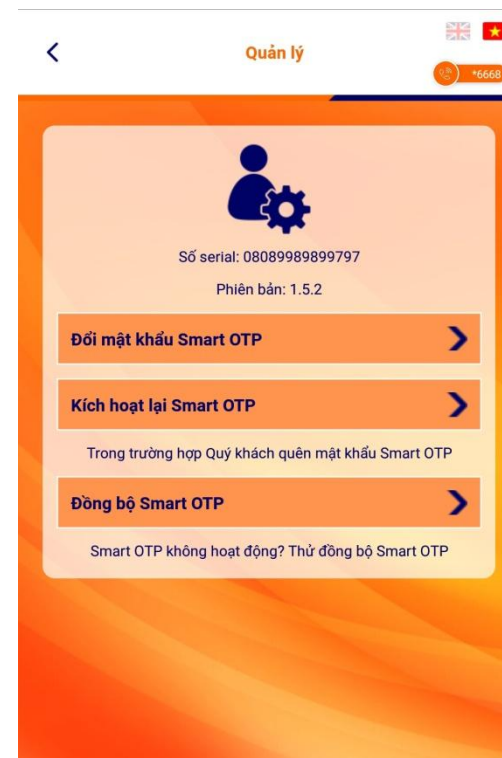 Quản lý
*6668
Số serial: 08089989899797
Phiên bản: 1.5.2
Đổi mật khẩu Smart OTP
Kích hoạt lại Smart OTP
Trong trường hợp Quý khách quên mật khẩu Smart OTP
Đồng bộ Smart OTP
Smart OTP không hoạt động? Thử đồng bộ Smart OTP